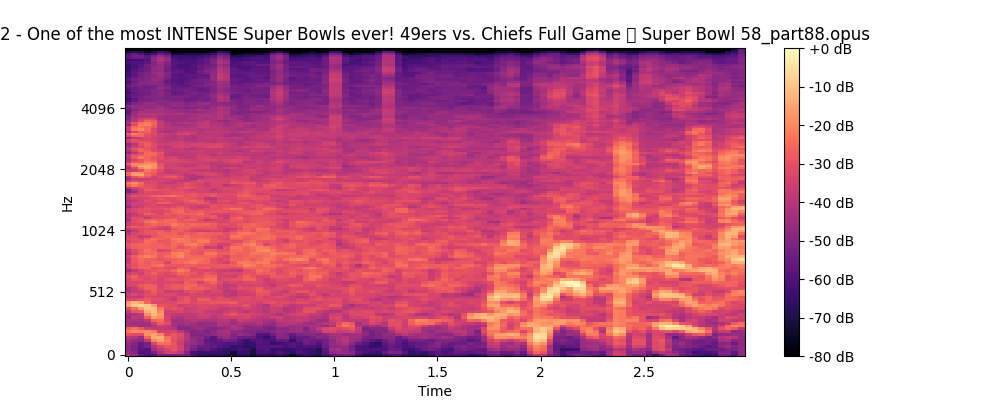 2 - One of the most INTENSE Super Bowls ever! 49ers vs. Chiefs Full Game ▯ Super Bowl 58_part88.opus
+0 dB
4096
-10 dB
-20 dB
2048
-30 dB
Hz
1024
-40 dB
-50 dB
512
-60 dB
-70 dB
0
-80 dB
0
0.5
1
1.5
2
2.5
Time